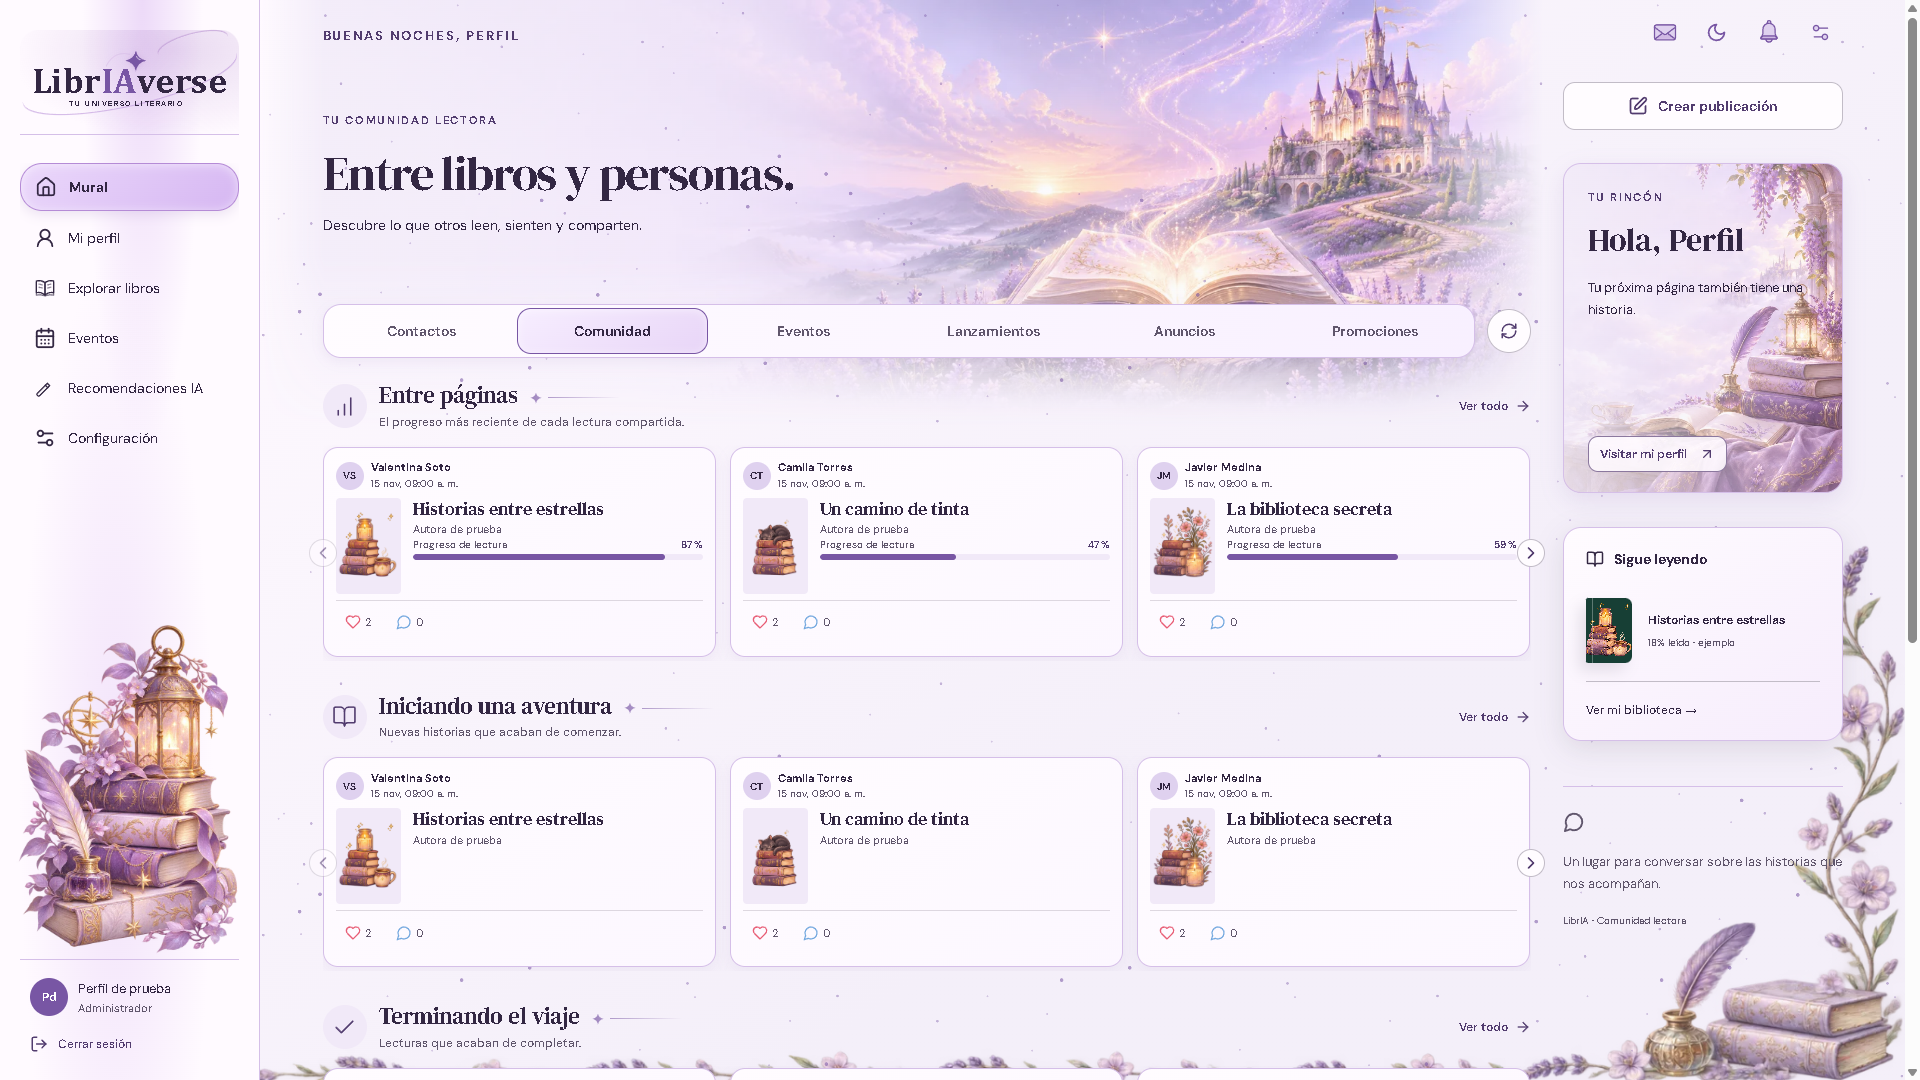 LibrIAverse
TU UNIVERSO LITERARIO
Mural
Mi perfil
Explorar libros
Eventos
Recomendaciones IA
Configuración
Pd
Perfil de prueba
Administrador
Cerrar sesión
BUENAS NOCHES, PERFIL
TU COMUNIDAD LECTORA
Entre libros y personas.
Descubre lo que otros leen, sienten y comparten.
Contactos
Comunidad
Eventos
Lanzamientos
Anuncios
Promociones
Entre páginas
El progreso más reciente de cada lectura compartida.
Ver todo
VS
Valentina Soto
15 nov, 09:00 a. m.
Historias entre estrellas
Autora de prueba
Progreso de lectura 87%
2 0
CT
Camila Torres
15 nov, 09:00 a. m.
Un camino de tinta
Autora de prueba
Progreso de lectura 47%
2 0
JM
Javier Medina
15 nov, 09:00 a. m.
La biblioteca secreta
Autora de prueba
Progreso de lectura 59%
2 0
Iniciando una aventura
Nuevas historias que acaban de comenzar.
Ver todo
VS
Valentina Soto
15 nov, 09:00 a. m.
Historias entre estrellas
Autora de prueba
2 0
CT
Camila Torres
15 nov, 09:00 a. m.
Un camino de tinta
Autora de prueba
2 0
JM
Javier Medina
15 nov, 09:00 a. m.
La biblioteca secreta
Autora de prueba
2 0
Terminando el viaje
Lecturas que acaban de completar.
Ver todo
Crear publicación
TU RINCÓN
Hola, Perfil
Tu próxima página también tiene una
historia.
Visitar mi perfil
Sigue leyendo
Historias entre estrellas
18% leído · ejemplo
Ver mi biblioteca →
Un lugar para conversar sobre las historias que
nos acompañan.
LibrIA · Comunidad lectora